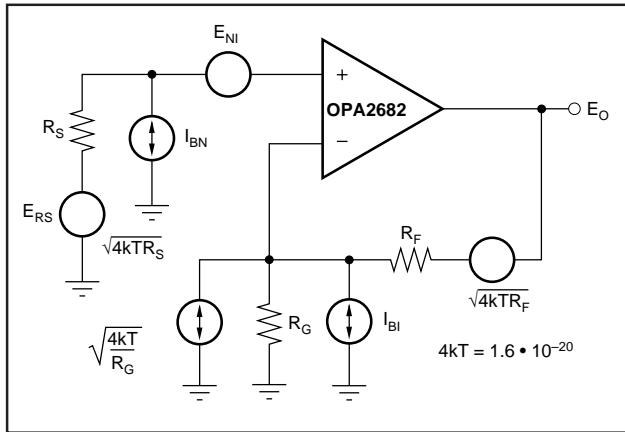 E_NI
+
OPA2682
−
E_O
R_S
I_BN
E_RS
√4kTR_S
R_F
√4kTR_F
√4kT/R_G
R_G
I_BI
4kT = 1.6 • 10^–20